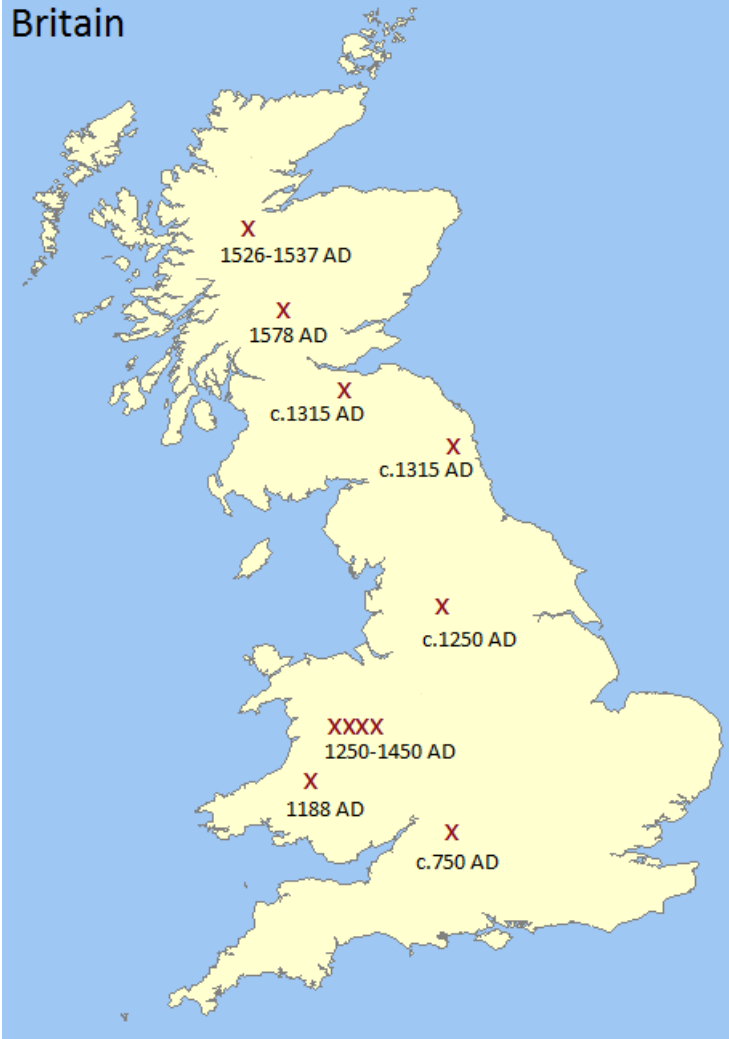 Britain
X
1526-1537 AD
X
1578 AD
X
c.1315 AD
X
c.1315 AD
X
c.1250 AD
XXXX
1250-1450 AD
X
1188 AD
X
c.750 AD